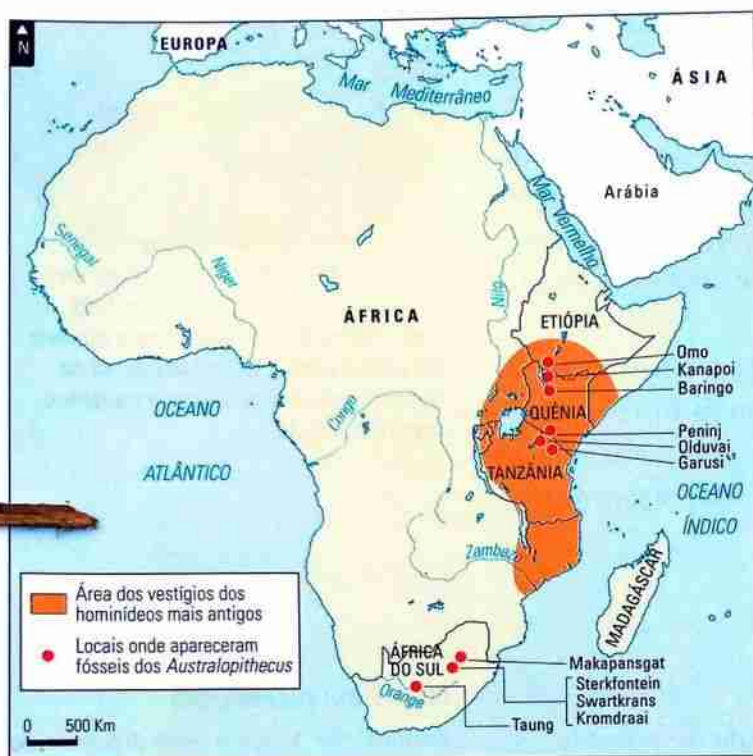 N
EUROPA
ÁSIA
Mar Mediterrâneo
Arábia
Mar Vermelho
Senegal
Níger
Nilo
ÁFRICA
ETIÓPIA
Omo
Kanapoi
Baringo
OCEANO
ATLÂNTICO
Congo
QUÉNIA
Peninj
Olduvai
Garusi
TANZÂNIA
OCEANO
ÍNDICO
Zambeze
MADAGÁSCAR
Área dos vestígios dos
hominídeos mais antigos
Locais onde apareceram
fósseis dos Australopithecus
0 500 Km
ÁFRICA
DO SUL
Orange
Makapansgat
Sterkfontein
Swartkrans
Kromdraai
Taung